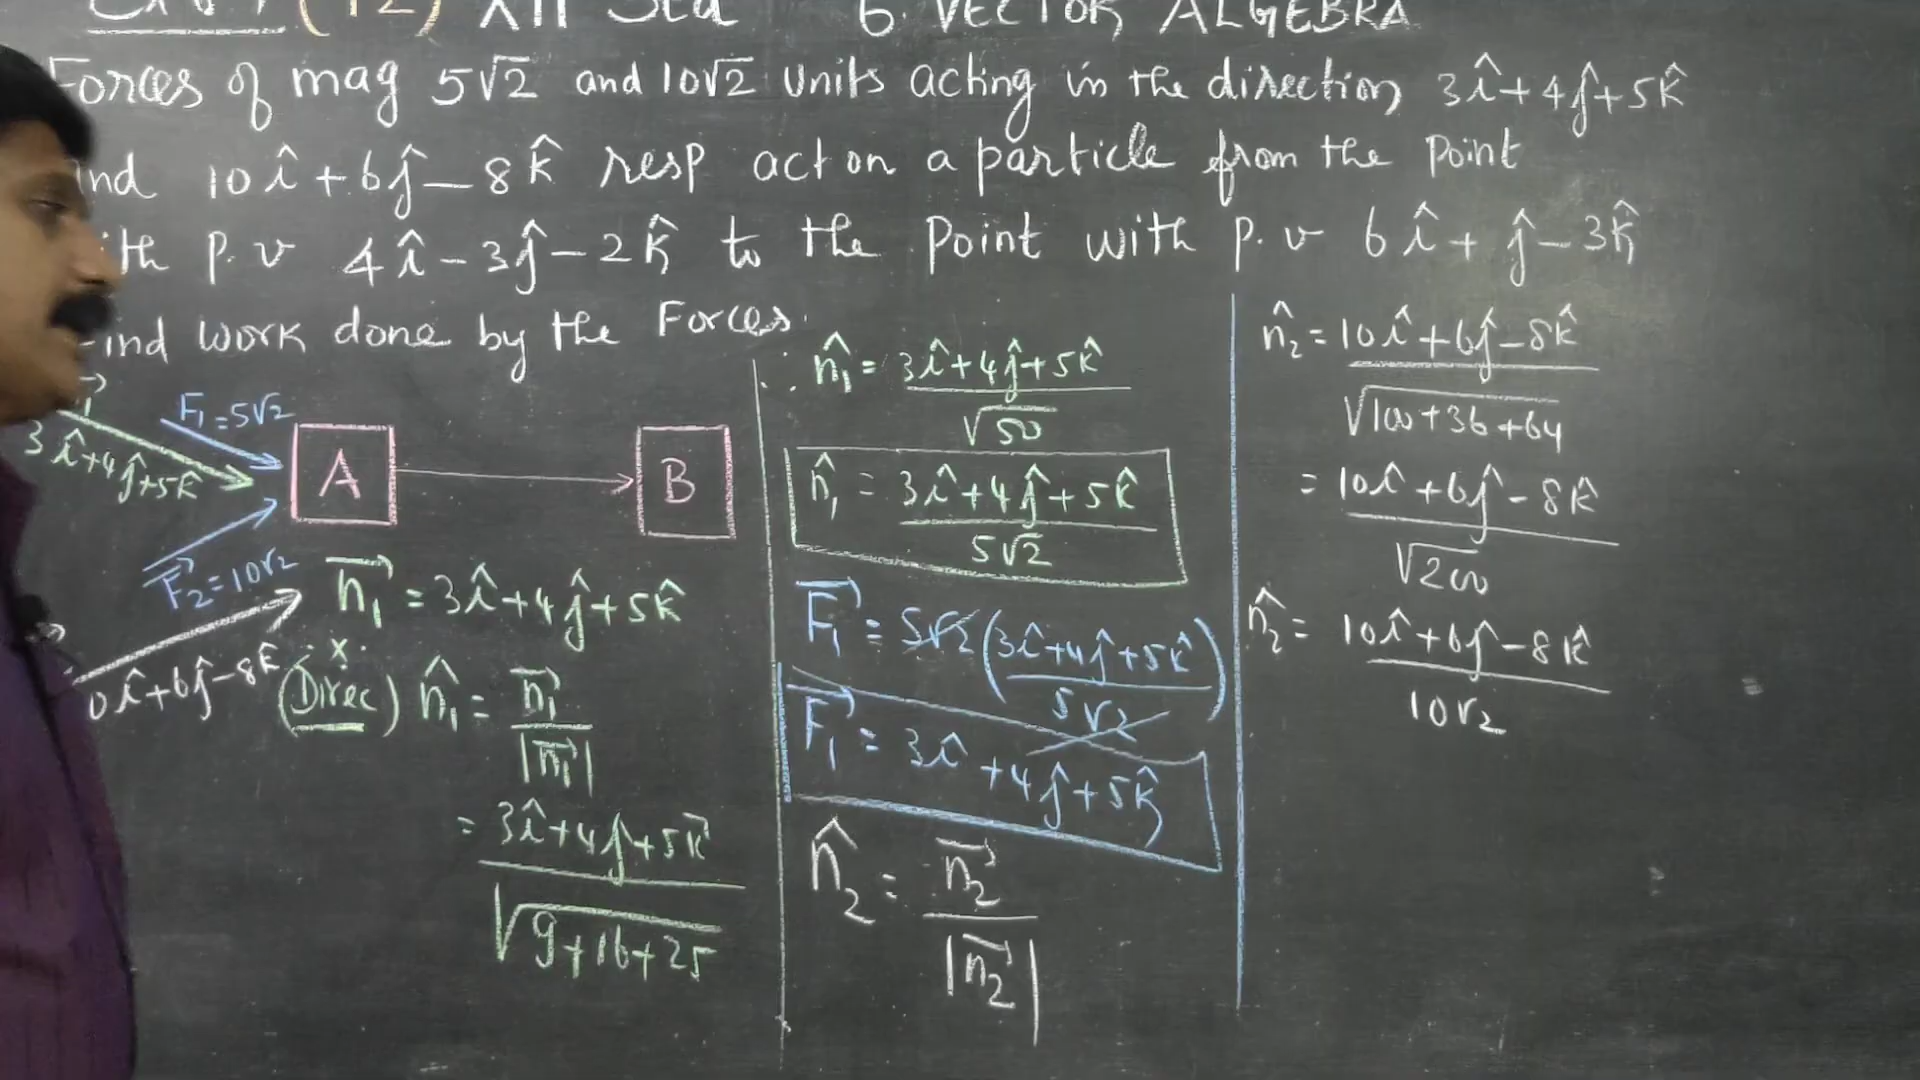 (12) XII Std 6. VECTOR ALGEBRA
Forces of mag 5√2 and 10√2 units acting in the direction 3î+4ĵ+5k̂
and 10î+6ĵ-8k̂ resp act on a particle from the point
with p.v 4î-3ĵ-2k̂ to the point with p.v 6î+ĵ-3k̂
Find work done by the Forces.
F₁=5√2
3î+4ĵ+5k̂
A
B
F₂⃗=10√2
0î+6ĵ-8k̂
n₁⃗ = 3î+4ĵ+5k̂
(Direc) n̂₁ = n₁⃗/|n₁⃗|
= 3î+4ĵ+5k̂/√9+16+25
∴ n̂₁ = 3î+4ĵ+5k̂/√50
n̂₁ = 3î+4ĵ+5k̂/5√2
F₁⃗ = 5√2(3î+4ĵ+5k̂/5√2)
F₁⃗ = 3î+4ĵ+5k̂
n̂₂ = n₂⃗/|n₂⃗|
n̂₂ = 10î+6ĵ-8k̂/√100+36+64
= 10î+6ĵ-8k̂/√200
n̂₂ = 10î+6ĵ-8k̂/10√2